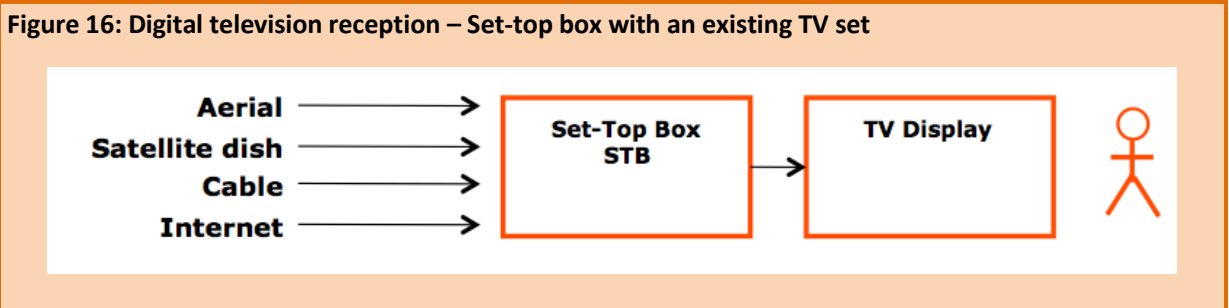 Figure 16: Digital television reception – Set-top box with an existing TV set
Aerial
Satellite dish
Cable
Internet
Set-Top Box
STB
TV Display